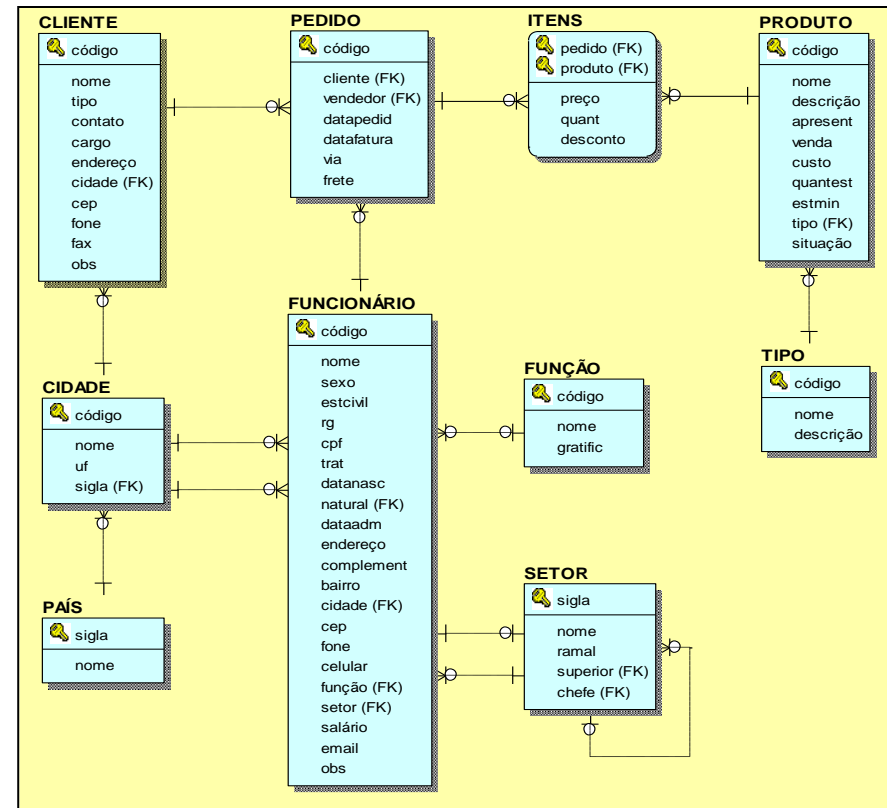 CLIENTE
código
nome
tipo
contato
cargo
endereço
cidade (FK)
cep
fone
fax
obs
PEDIDO
código
cliente (FK)
vendedor (FK)
datapedid
datafatura
via
frete
ITENS
pedido (FK)
produto (FK)
preço
quant
desconto
PRODUTO
código
nome
descrição
apresent
venda
custo
quantest
estmin
tipo (FK)
situação
CIDADE
código
nome
uf
sigla (FK)
FUNCIONÁRIO
código
nome
sexo
estcivil
rg
cpf
trat
datanasc
natural (FK)
dataadm
endereço
complement
bairro
cidade (FK)
cep
fone
celular
função (FK)
setor (FK)
salário
email
obs
FUNÇÃO
código
nome
gratific
TIPO
código
nome
descrição
PAÍS
sigla
nome
SETOR
sigla
nome
ramal
superior (FK)
chefe (FK)